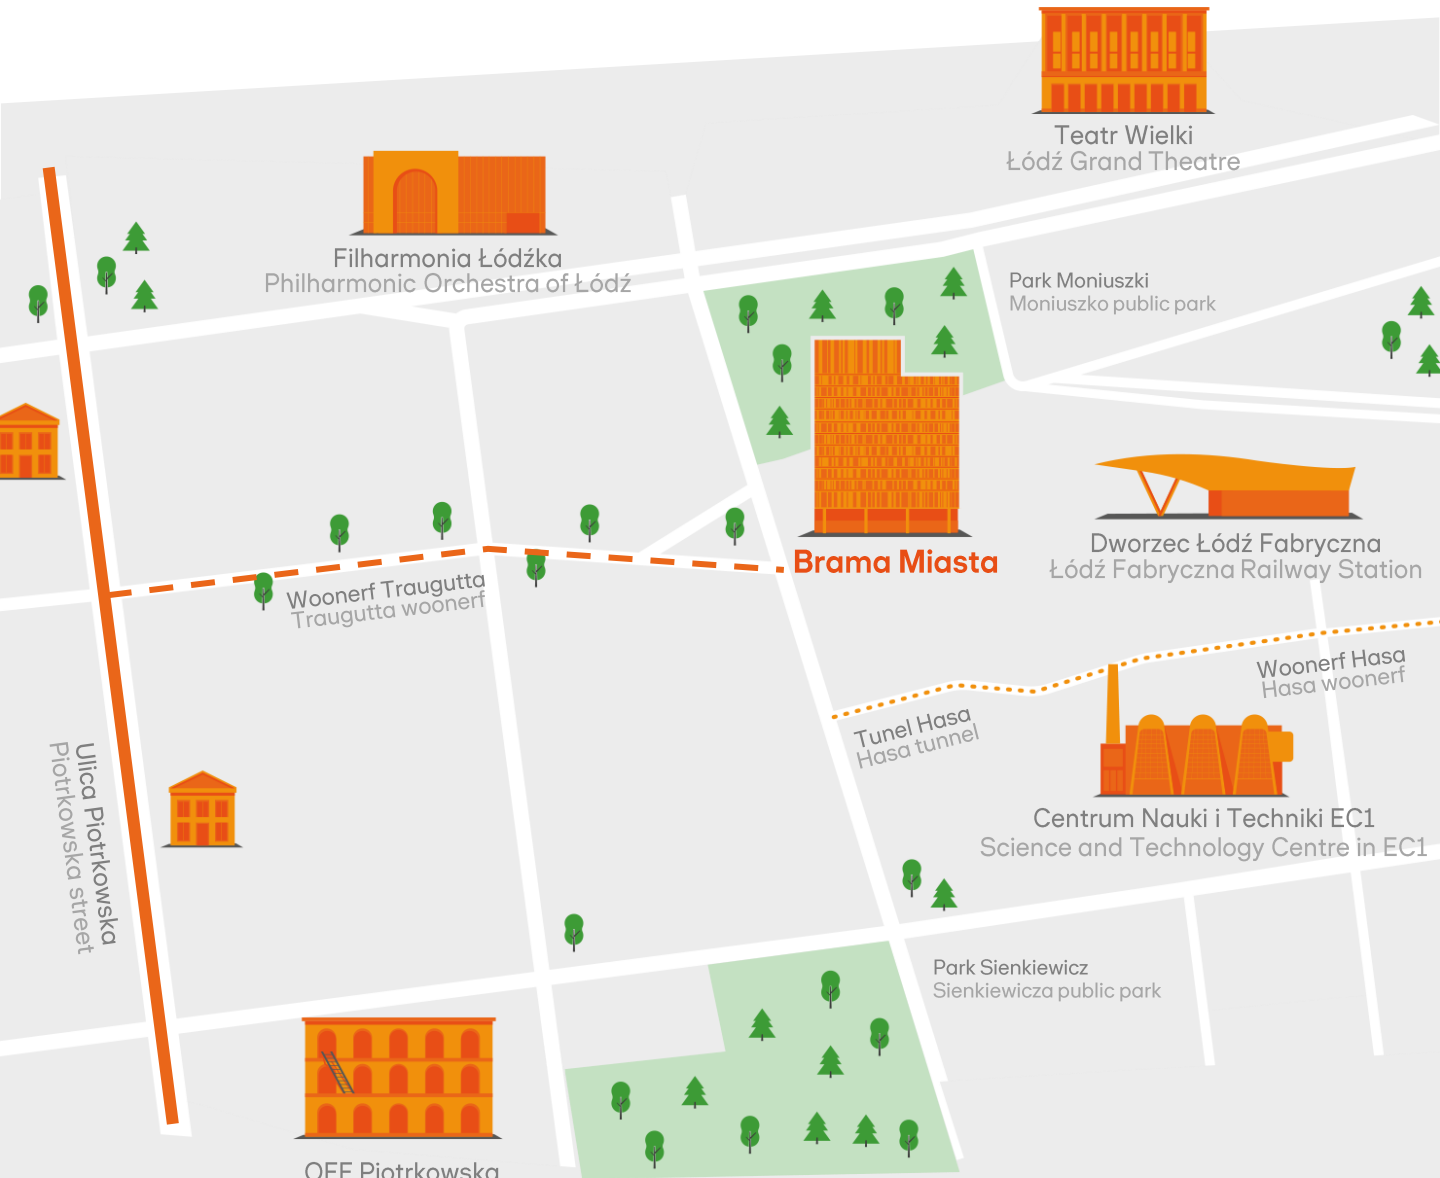 Teatr Wielki
Łódź Grand Theatre
Filharmonia Łódźka
Philharmonic Orchestra of Łódź
Park Moniuszki
Moniuszko public park
Dworzec Łódź Fabryczna
Łódź Fabryczna Railway Station
Brama Miasta
Woonerf Traugutta
Traugutta woonerf
Woonerf Hasa
Hasa woonerf
Tunel Hasa
Hasa tunnel
Ulica Piotrkowska
Piotrkowska street
Centrum Nauki i Techniki EC1
Science and Technology Centre in EC1
Park Sienkiewicz
Sienkiewicza public park
OFF Piotrkowska